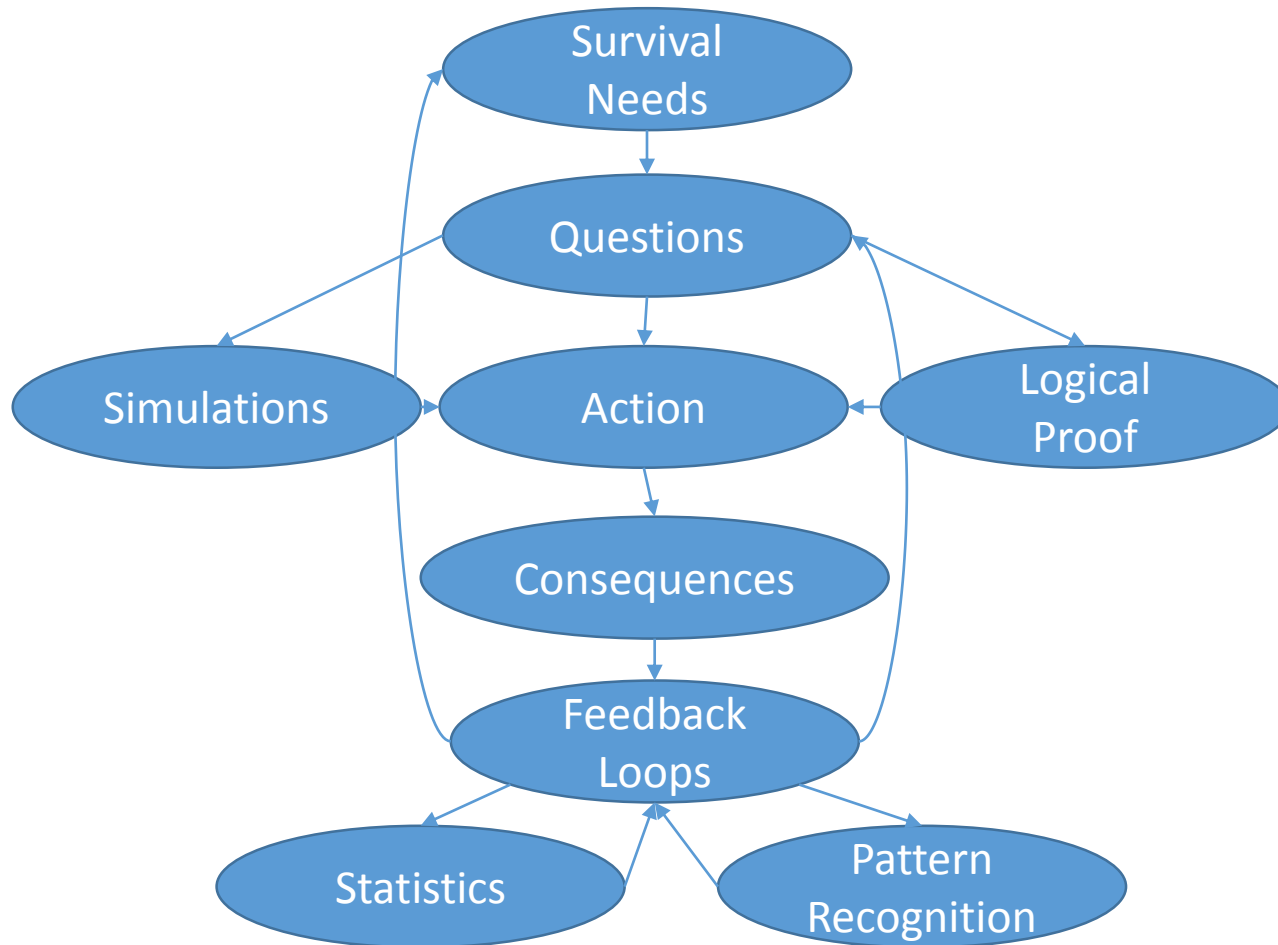 Survival
Needs
Questions
Simulations
Action
Logical
Proof
Consequences
Feedback
Loops
Statistics
Pattern
Recognition